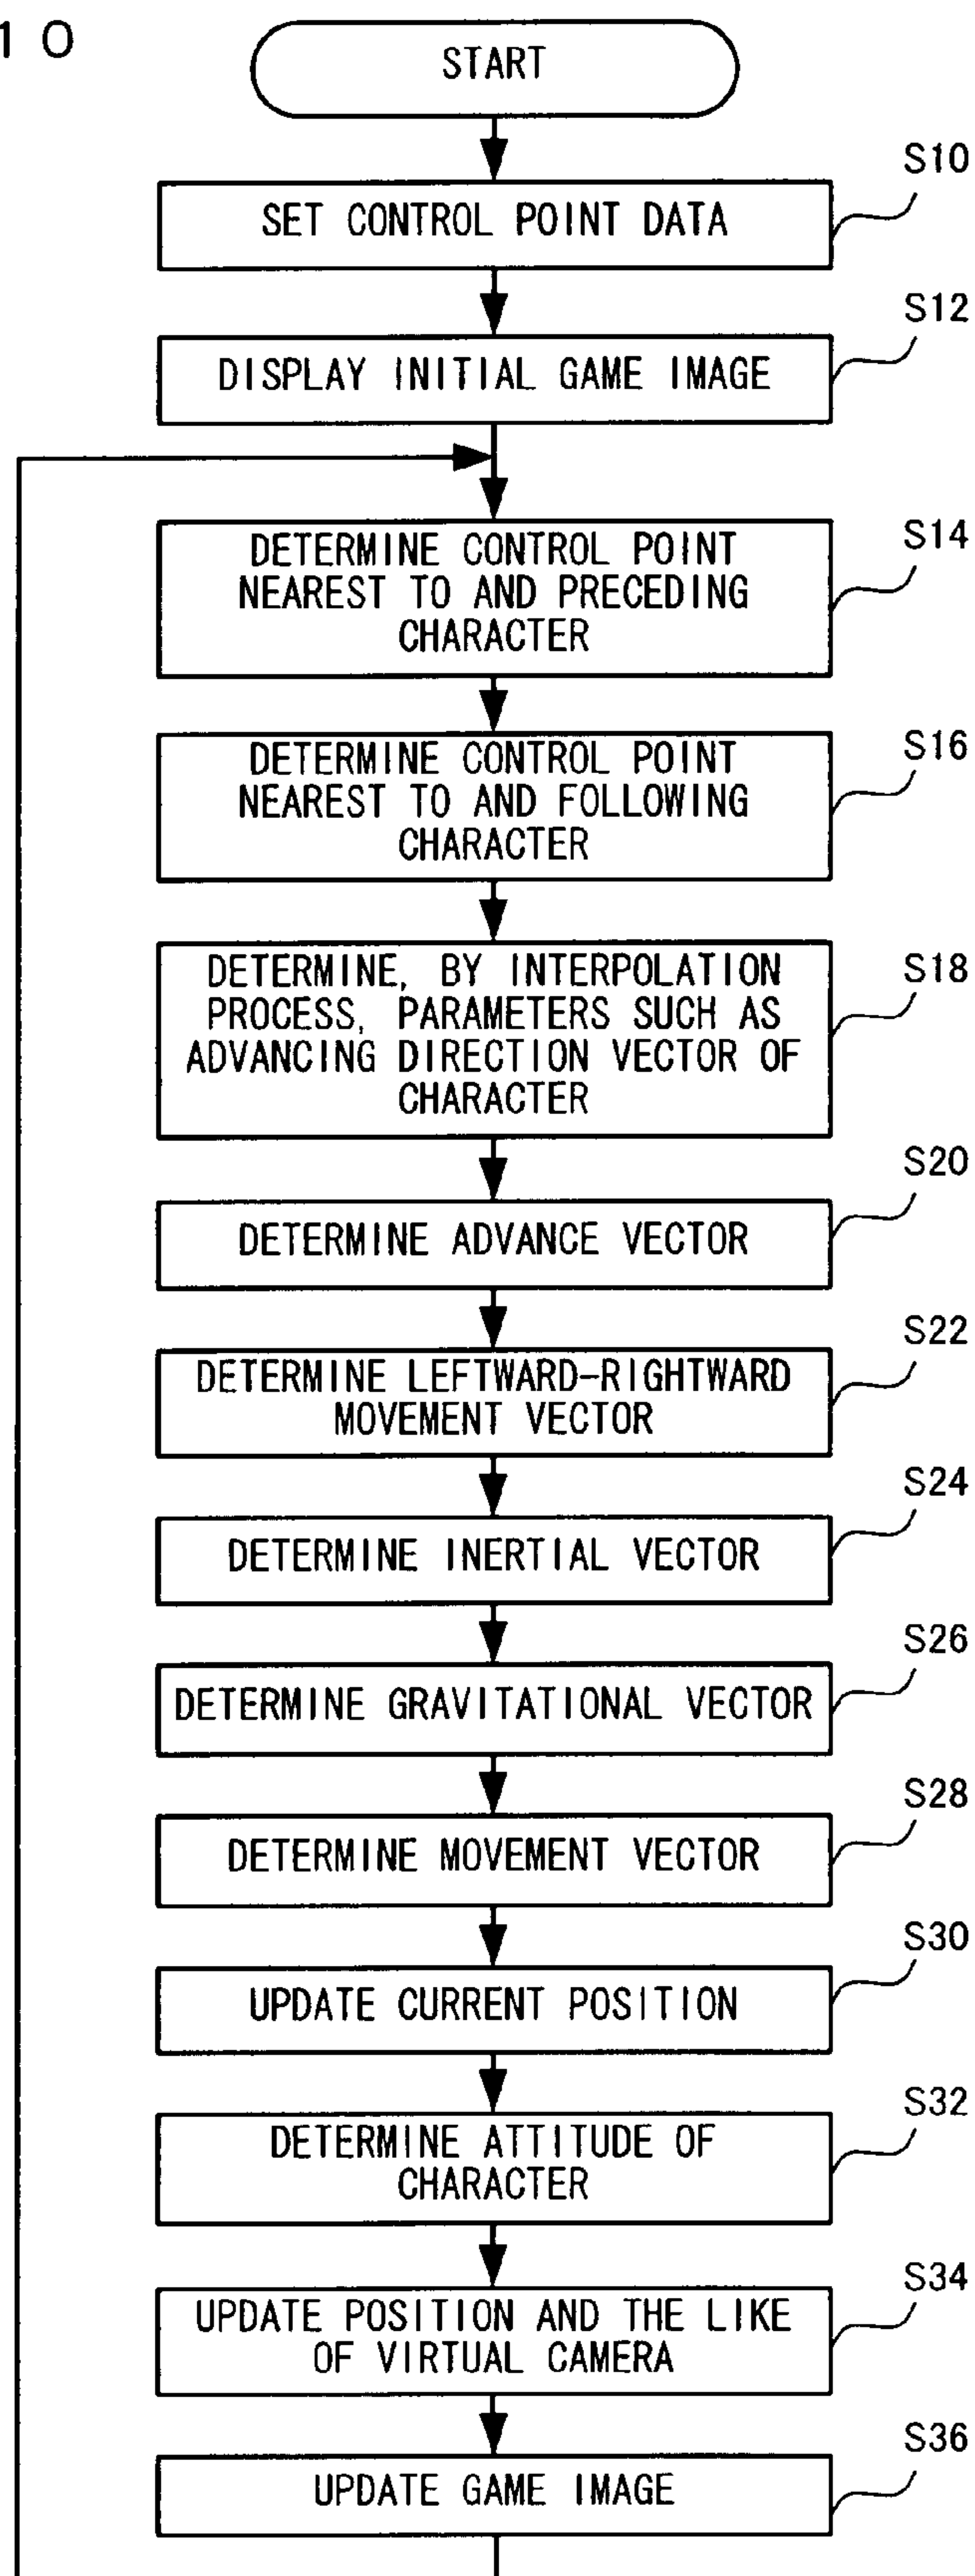 10
START
S10
SET CONTROL POINT DATA
S12
DISPLAY INITIAL GAME IMAGE
S14
DETERMINE CONTROL POINT
NEAREST TO AND PRECEDING
CHARACTER
S16
DETERMINE CONTROL POINT
NEAREST TO AND FOLLOWING
CHARACTER
S18
DETERMINE, BY INTERPOLATION
PROCESS, PARAMETERS SUCH AS
ADVANCING DIRECTION VECTOR OF
CHARACTER
S20
DETERMINE ADVANCE VECTOR
S22
DETERMINE LEFTWARD-RIGHTWARD
MOVEMENT VECTOR
S24
DETERMINE INERTIAL VECTOR
S26
DETERMINE GRAVITATIONAL VECTOR
S28
DETERMINE MOVEMENT VECTOR
S30
UPDATE CURRENT POSITION
S32
DETERMINE ATTITUDE OF
CHARACTER
S34
UPDATE POSITION AND THE LIKE
OF VIRTUAL CAMERA
S36
UPDATE GAME IMAGE